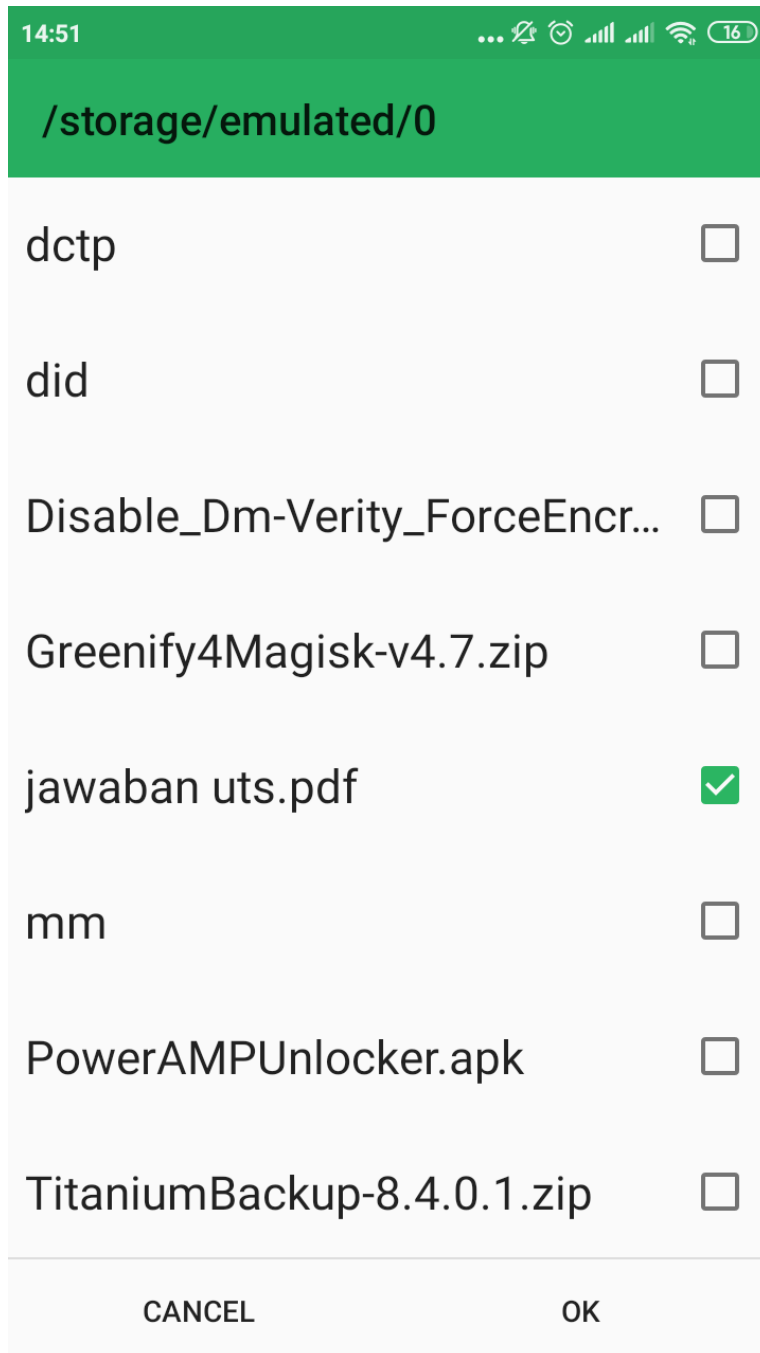 14:51
16
/storage/emulated/0
dctp
did
Disable_Dm-Verity_ForceEncr...
Greenify4Magisk-v4.7.zip
jawaban uts.pdf
mm
PowerAMPUnlocker.apk
TitaniumBackup-8.4.0.1.zip
CANCEL
OK